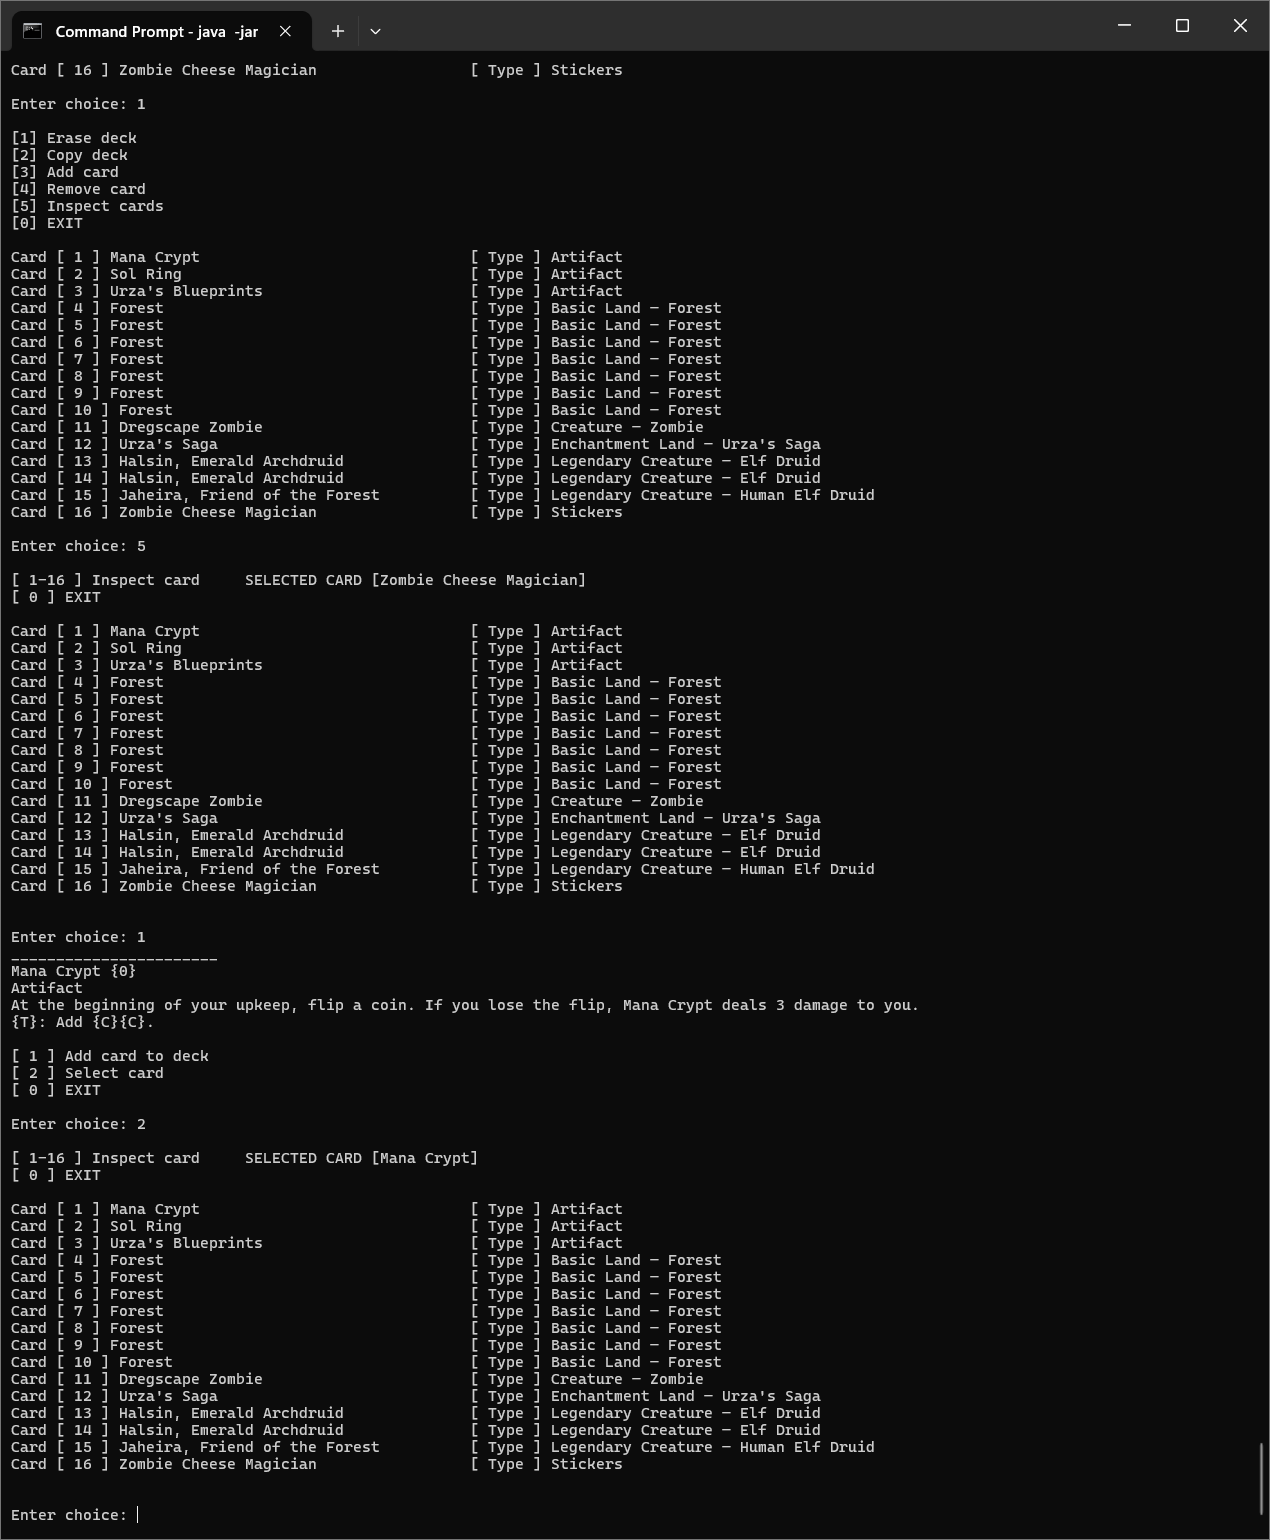 Command Prompt - java -jar
Card [ 16 ] Zombie Cheese Magician [ Type ] Stickers
Enter choice: 1
[1] Erase deck
[2] Copy deck
[3] Add card
[4] Remove card
[5] Inspect cards
[0] EXIT
Card [ 1 ] Mana Crypt [ Type ] Artifact
Card [ 2 ] Sol Ring [ Type ] Artifact
Card [ 3 ] Urza's Blueprints [ Type ] Artifact
Card [ 4 ] Forest [ Type ] Basic Land — Forest
Card [ 5 ] Forest [ Type ] Basic Land — Forest
Card [ 6 ] Forest [ Type ] Basic Land — Forest
Card [ 7 ] Forest [ Type ] Basic Land — Forest
Card [ 8 ] Forest [ Type ] Basic Land — Forest
Card [ 9 ] Forest [ Type ] Basic Land — Forest
Card [ 10 ] Forest [ Type ] Basic Land — Forest
Card [ 11 ] Dregscape Zombie [ Type ] Creature — Zombie
Card [ 12 ] Urza's Saga [ Type ] Enchantment Land — Urza's Saga
Card [ 13 ] Halsin, Emerald Archdruid [ Type ] Legendary Creature — Elf Druid
Card [ 14 ] Halsin, Emerald Archdruid [ Type ] Legendary Creature — Elf Druid
Card [ 15 ] Jaheira, Friend of the Forest [ Type ] Legendary Creature — Human Elf Druid
Card [ 16 ] Zombie Cheese Magician [ Type ] Stickers
Enter choice: 5
[ 1-16 ] Inspect card SELECTED CARD [Zombie Cheese Magician]
[ 0 ] EXIT
Card [ 1 ] Mana Crypt [ Type ] Artifact
Card [ 2 ] Sol Ring [ Type ] Artifact
Card [ 3 ] Urza's Blueprints [ Type ] Artifact
Card [ 4 ] Forest [ Type ] Basic Land — Forest
Card [ 5 ] Forest [ Type ] Basic Land — Forest
Card [ 6 ] Forest [ Type ] Basic Land — Forest
Card [ 7 ] Forest [ Type ] Basic Land — Forest
Card [ 8 ] Forest [ Type ] Basic Land — Forest
Card [ 9 ] Forest [ Type ] Basic Land — Forest
Card [ 10 ] Forest [ Type ] Basic Land — Forest
Card [ 11 ] Dregscape Zombie [ Type ] Creature — Zombie
Card [ 12 ] Urza's Saga [ Type ] Enchantment Land — Urza's Saga
Card [ 13 ] Halsin, Emerald Archdruid [ Type ] Legendary Creature — Elf Druid
Card [ 14 ] Halsin, Emerald Archdruid [ Type ] Legendary Creature — Elf Druid
Card [ 15 ] Jaheira, Friend of the Forest [ Type ] Legendary Creature — Human Elf Druid
Card [ 16 ] Zombie Cheese Magician [ Type ] Stickers
Enter choice: 1
_______________________
Mana Crypt {0}
Artifact
At the beginning of your upkeep, flip a coin. If you lose the flip, Mana Crypt deals 3 damage to you.
{T}: Add {C}{C}.
[ 1 ] Add card to deck
[ 2 ] Select card
[ 0 ] EXIT
Enter choice: 2
[ 1-16 ] Inspect card SELECTED CARD [Mana Crypt]
[ 0 ] EXIT
Card [ 1 ] Mana Crypt [ Type ] Artifact
Card [ 2 ] Sol Ring [ Type ] Artifact
Card [ 3 ] Urza's Blueprints [ Type ] Artifact
Card [ 4 ] Forest [ Type ] Basic Land — Forest
Card [ 5 ] Forest [ Type ] Basic Land — Forest
Card [ 6 ] Forest [ Type ] Basic Land — Forest
Card [ 7 ] Forest [ Type ] Basic Land — Forest
Card [ 8 ] Forest [ Type ] Basic Land — Forest
Card [ 9 ] Forest [ Type ] Basic Land — Forest
Card [ 10 ] Forest [ Type ] Basic Land — Forest
Card [ 11 ] Dregscape Zombie [ Type ] Creature — Zombie
Card [ 12 ] Urza's Saga [ Type ] Enchantment Land — Urza's Saga
Card [ 13 ] Halsin, Emerald Archdruid [ Type ] Legendary Creature — Elf Druid
Card [ 14 ] Halsin, Emerald Archdruid [ Type ] Legendary Creature — Elf Druid
Card [ 15 ] Jaheira, Friend of the Forest [ Type ] Legendary Creature — Human Elf Druid
Card [ 16 ] Zombie Cheese Magician [ Type ] Stickers
Enter choice: